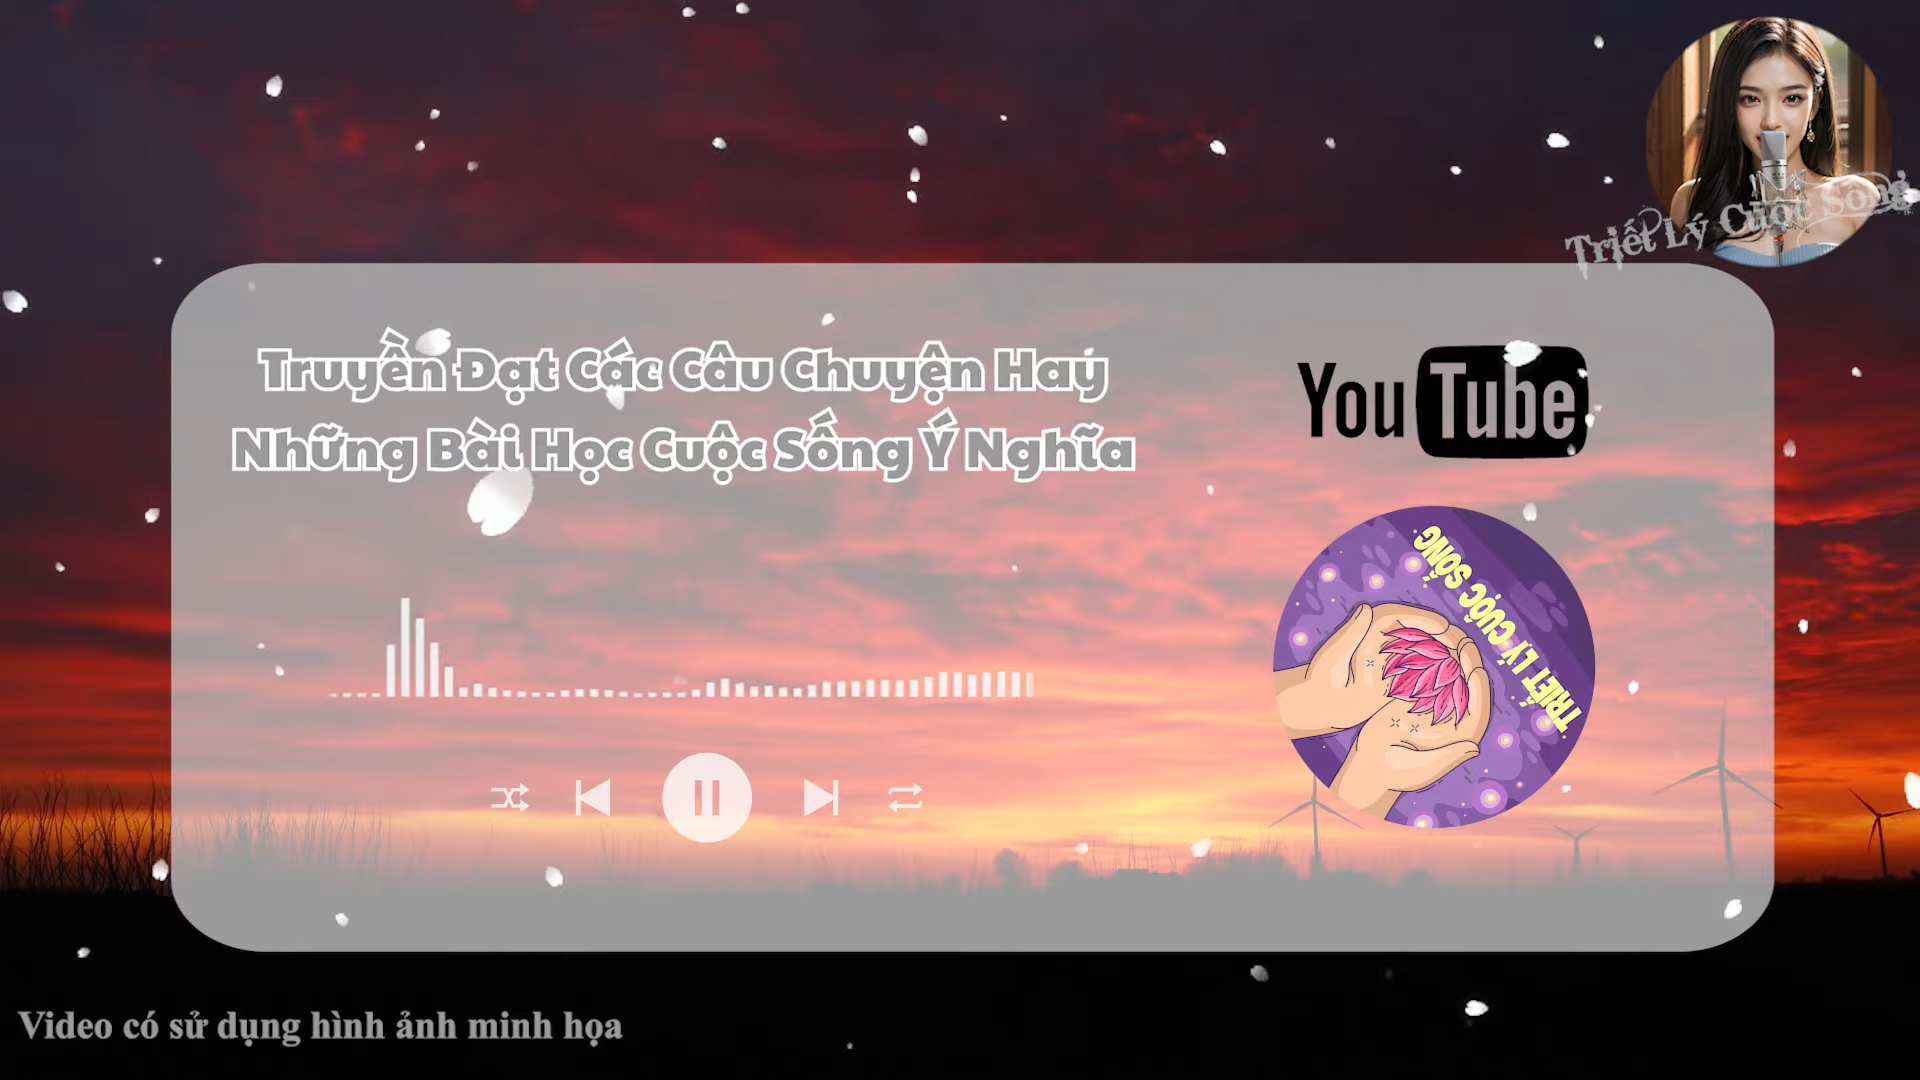 Triết Lý Cuộc Sống
Truyền Đạt Các Câu Chuyện Hay
Những Bài Học Cuộc Sống Ý Nghĩa
YouTube
TRIẾT LÝ CUỘC SỐNG
Video có sử dụng hình ảnh minh họa